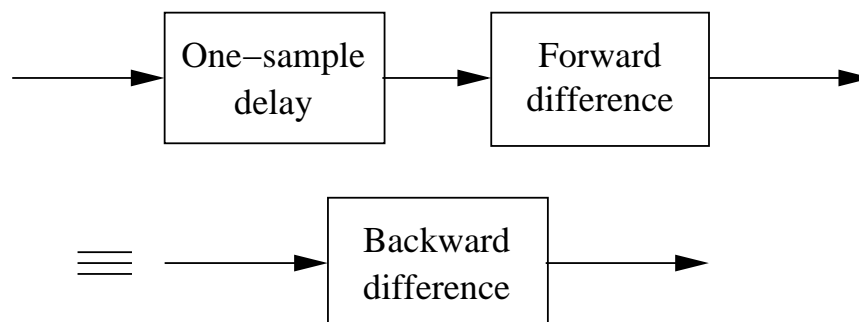 One−sample
delay
Forward
difference
≡
Backward
difference